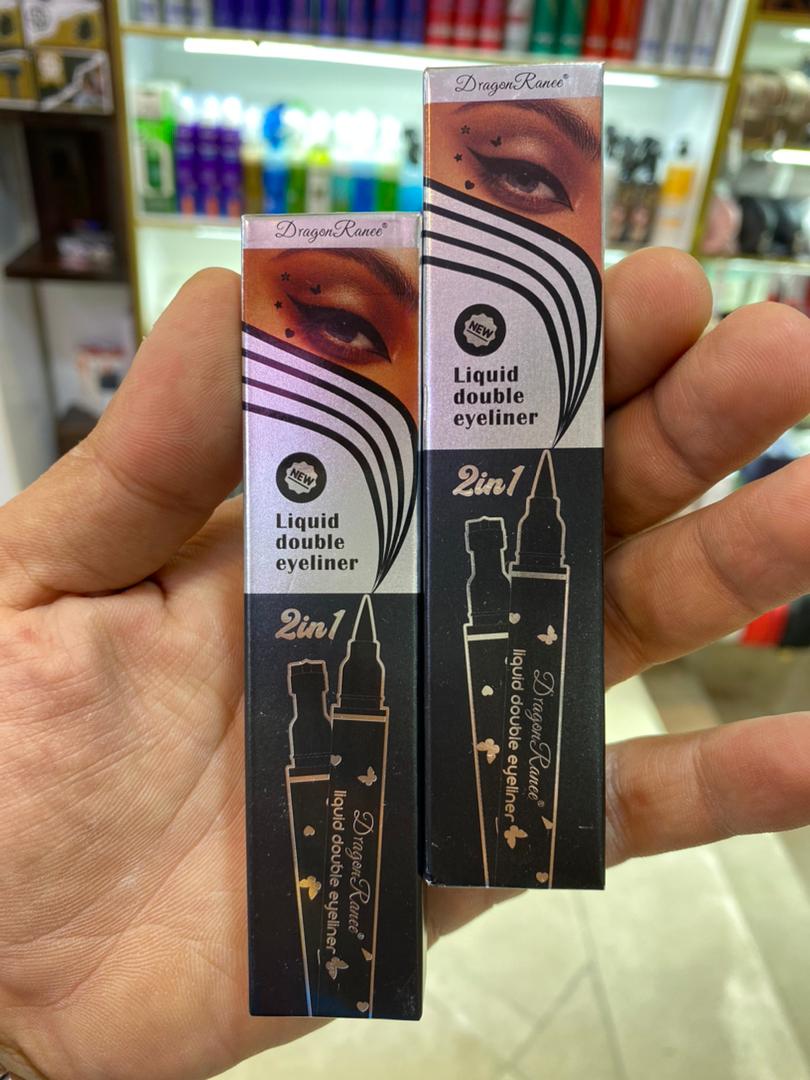 DragonRanee®
NEW
Liquid
double
eyeliner
2in1
DragonRanee®
liquid double eyeliner
DragonRanee®
NEW
Liquid
double
eyeliner
2in1
DragonRanee®
liquid double eyeliner